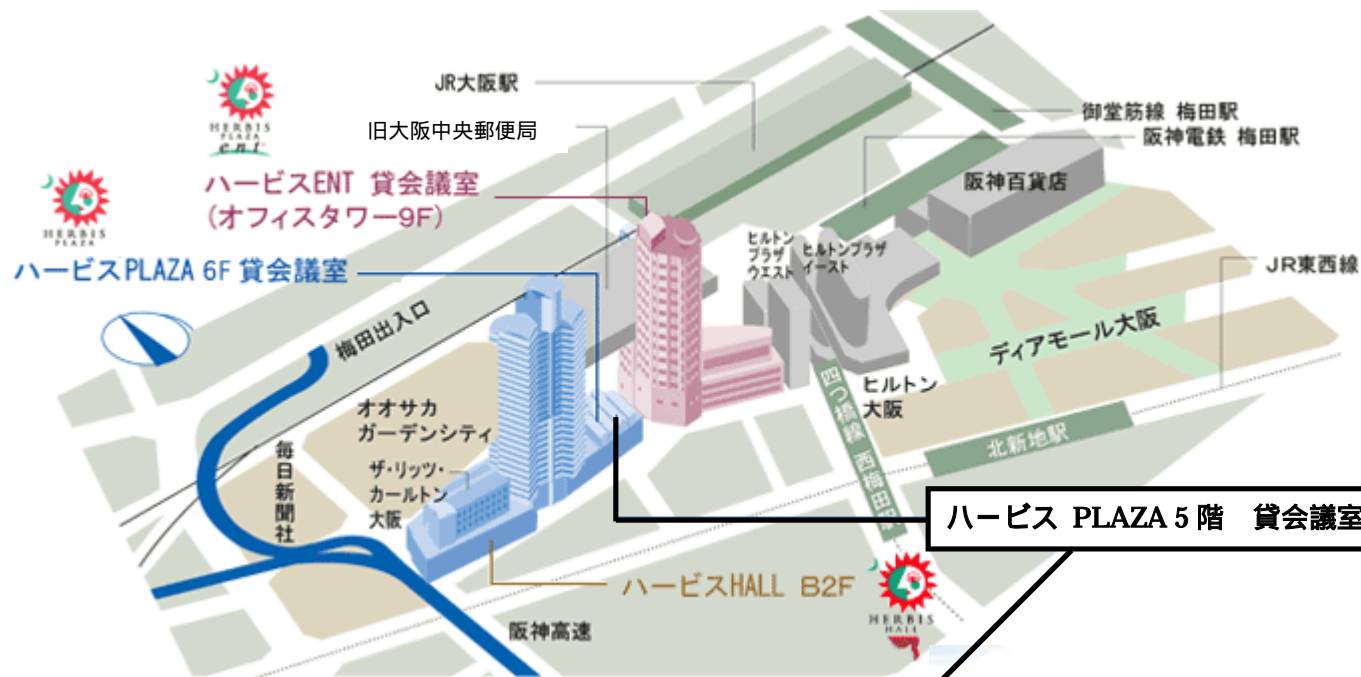 JR大阪駅
御堂筋線 梅田駅
旧大阪中央郵便局
阪神電鉄 梅田駅
HERBIS
PLAZA
ent
ハービスENT 貸会議室
(オフィスタワー9F)
阪神百貨店
HERBIS
PLAZA
ハービスPLAZA 6F 貸会議室
ヒルトン
プラザ
ウエスト
ヒルトンプラザ
イースト
JR東西線
梅田出入口
ディアモール大阪
オオサカ
ガーデンシティ
ヒルトン
大阪
四つ橋線 西梅田
北新地駅
毎日新聞社
ザ・リッツ・
カールトン
大阪
ハービス PLAZA 5 階 貸会議室
ハービスHALL B2F
HERBIS
HALL
阪神高速